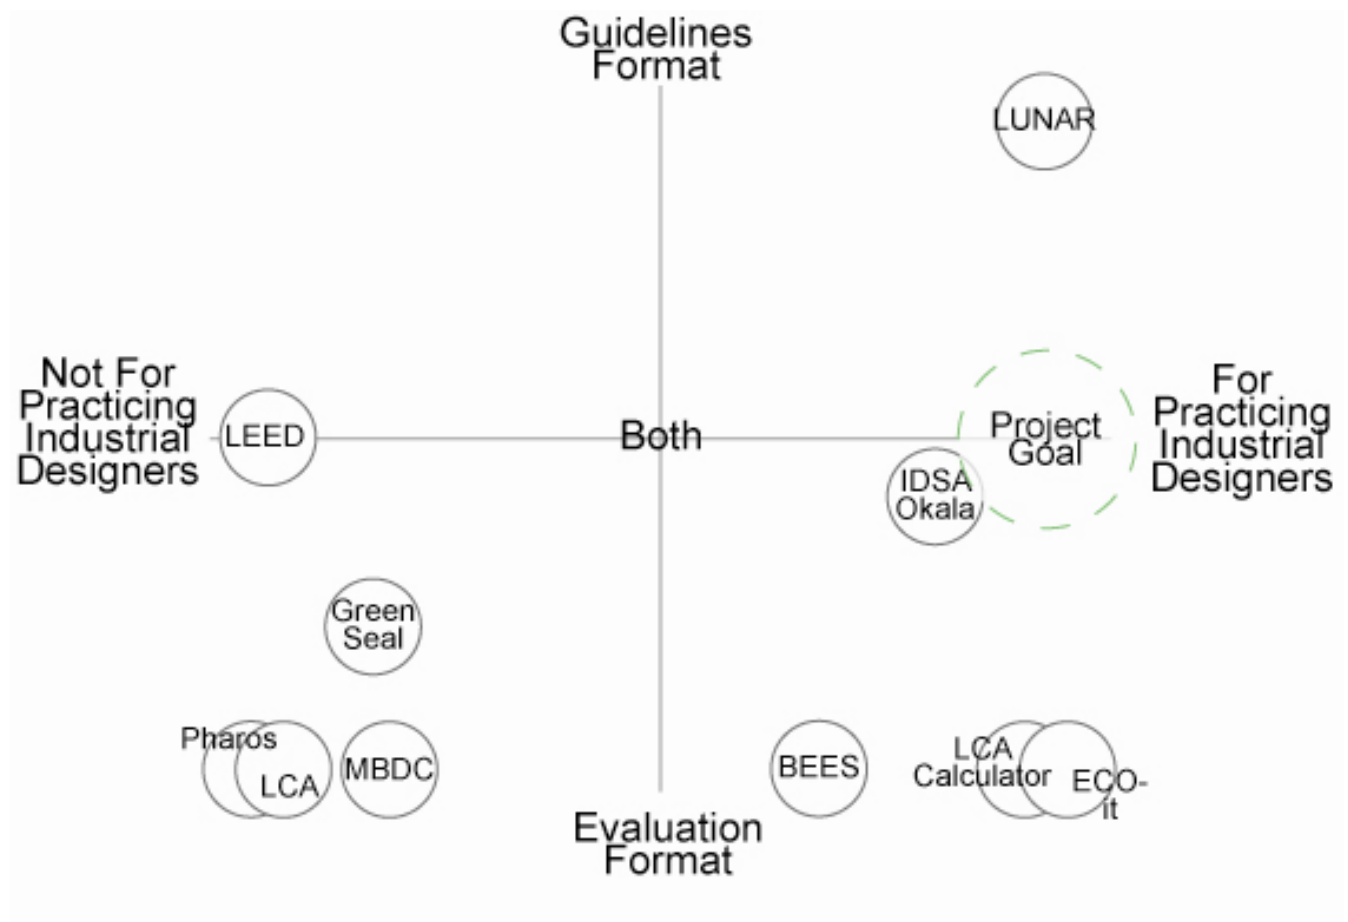 Guidelines
Format
LUNAR
Not For
Practicing
Industrial
Designers
LEED
Both
Project
Goal
For
Practicing
Industrial
Designers
IDSA
Okala
Green
Seal
Pharos
LCA
MBDC
BEES
LCA
Calculator
ECO-
it
Evaluation
Format